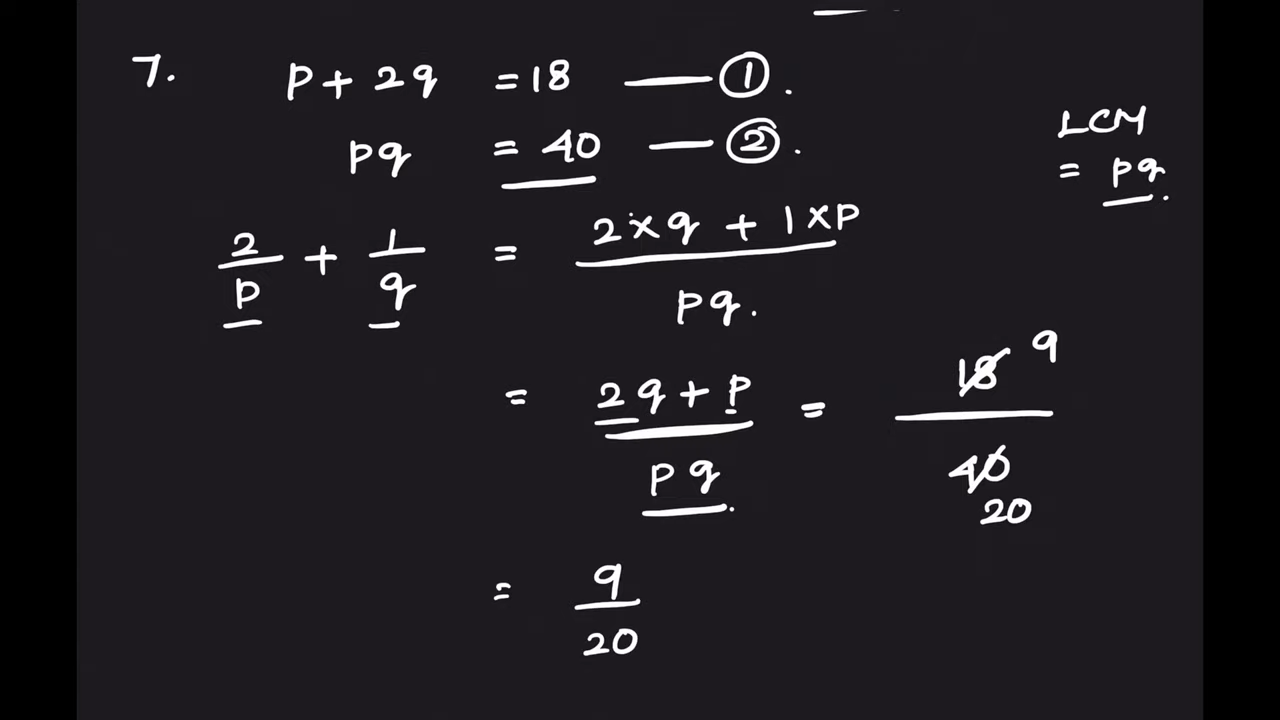 7. p + 2q = 18 —— ①.
pq = 40 — ②.
LCM
= pq.
2/p + 1/q = (2×q + 1×p)/pq.
= (2q + p)/pq. = 18/40 9 20
= 9/20